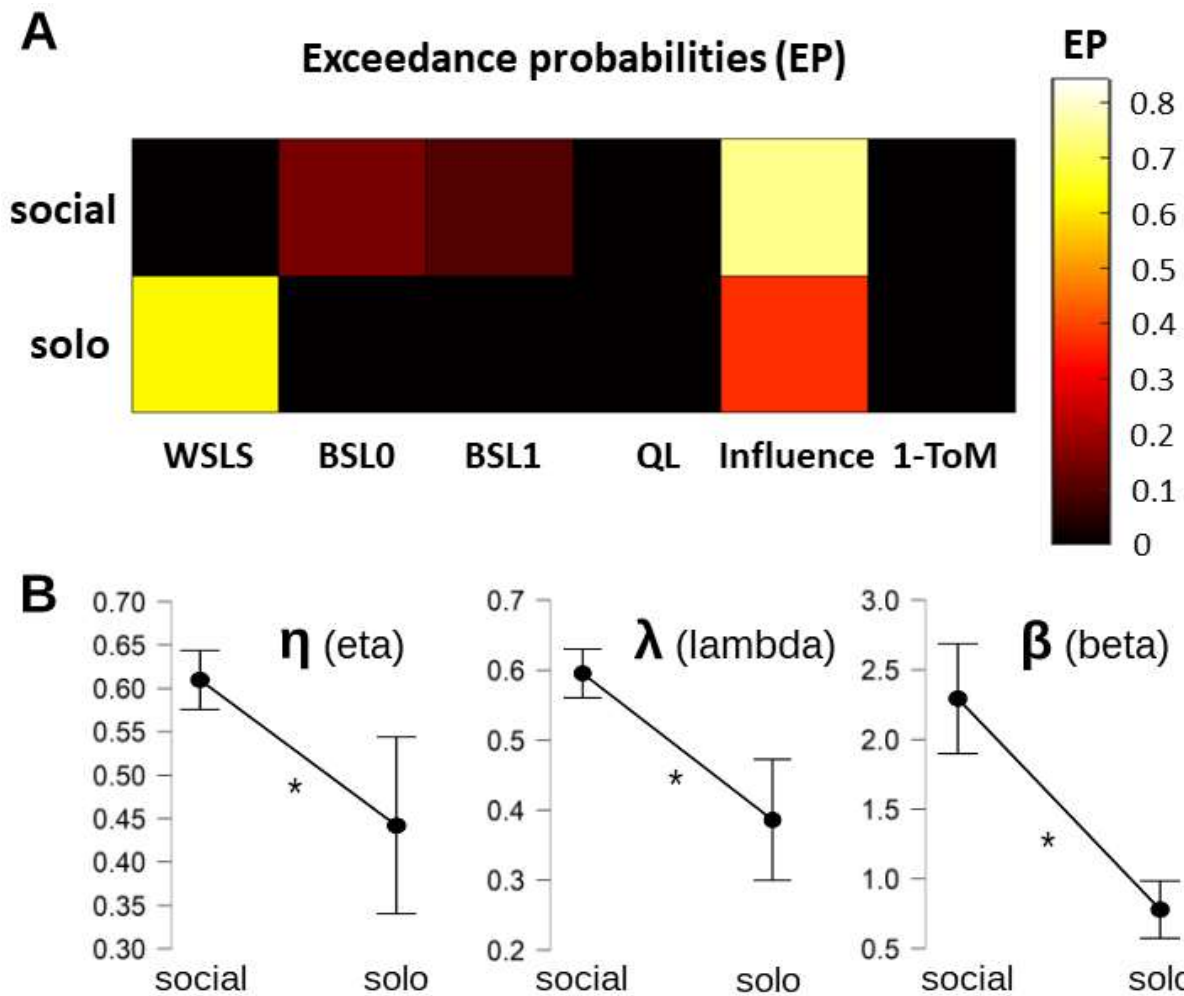 A
Exceedance probabilities (EP)
EP
0.8
0.7
0.6
0.5
0.4
0.3
0.2
0.1
0
social
solo
WSLS BSL0 BSL1 QL Influence 1-ToM
B
0.70
0.65
0.60
0.55
0.50
0.45
0.40
0.35
0.30
η (eta)
*
social solo
0.7
0.6
0.5
0.4
0.3
0.2
λ (lambda)
*
social solo
3.0
2.5
2.0
1.5
1.0
0.5
β (beta)
*
social solo